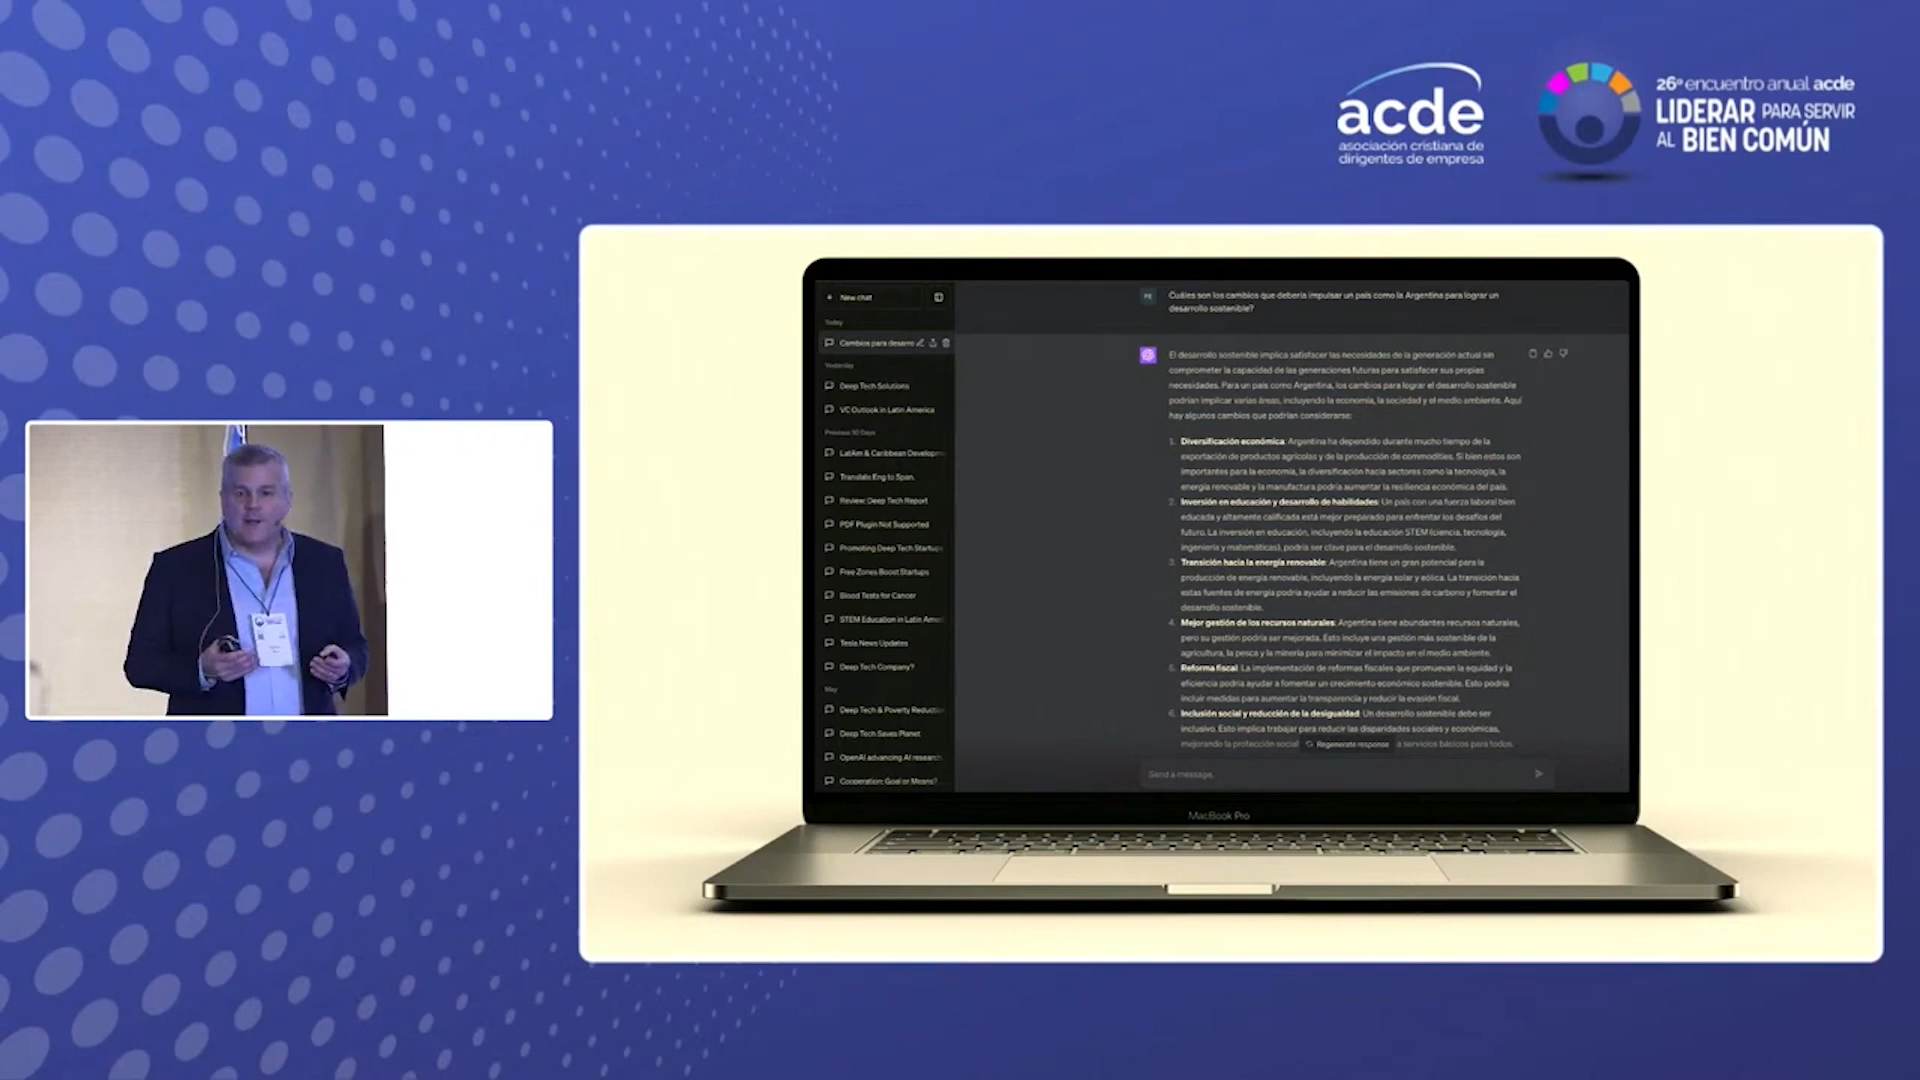 acde
asociación cristiana de
dirigentes de empresa
26º encuentro anual acde
LIDERAR PARA SERVIR
AL BIEN COMÚN
New chat
Today
Cambios para desarro
Yesterday
Deep Tech Solutions
VC Outlook in Latin America
Previous 30 Days
LatAm & Caribbean Developm
Translate Eng to Span.
Review: Deep Tech Report
PDF Plugin Not Supported
Promoting Deep Tech Startups
Free Zones Boost Startups
Blood Tests for Cancer
STEM Education in Latin Amer
Tesla News Updates
Deep Tech Company?
May
Deep Tech & Poverty Reductio
Deep Tech Saves Planet
OpenAI advancing AI research
Cooperation: Goal or Means?
PE
Cuáles son los cambios que debería impulsar un país como la Argentina para lograr un
desarrollo sostenible?
El desarrollo sostenible implica satisfacer las necesidades de la generación actual sin
comprometer la capacidad de las generaciones futuras para satisfacer sus propias
necesidades. Para un país como Argentina, los cambios para lograr el desarrollo sostenible
podrían implicar varias áreas, incluyendo la economía, la sociedad y el medio ambiente. Aquí
hay algunos cambios que podrían considerarse:
1. Diversificación económica: Argentina ha dependido durante mucho tiempo de la
exportación de productos agrícolas y de la producción de commodities. Si bien estos son
importantes para la economía, la diversificación hacia sectores como la tecnología, la
energía renovable y la manufactura podría aumentar la resiliencia económica del país.
2. Inversión en educación y desarrollo de habilidades: Un país con una fuerza laboral bien
educada y altamente calificada está mejor preparado para enfrentar los desafíos del
futuro. La inversión en educación, incluyendo la educación STEM (ciencia, tecnología,
ingeniería y matemáticas), podría ser clave para el desarrollo sostenible.
3. Transición hacia la energía renovable: Argentina tiene un gran potencial para la
producción de energía renovable, incluyendo la energía solar y eólica. La transición hacia
estas fuentes de energía podría ayudar a reducir las emisiones de carbono y fomentar el
desarrollo sostenible.
4. Mejor gestión de los recursos naturales: Argentina tiene abundantes recursos naturales,
pero su gestión podría ser mejorada. Esto incluye una gestión más sostenible de la
agricultura, la pesca y la minería para minimizar el impacto en el medio ambiente.
5. Reforma fiscal: La implementación de reformas fiscales que promuevan la equidad y la
eficiencia podría ayudar a fomentar un crecimiento económico sostenible. Esto podría
incluir medidas para aumentar la transparencia y reducir la evasión fiscal.
6. Inclusión social y reducción de la desigualdad: Un desarrollo sostenible debe ser
inclusivo. Esto implica trabajar para reducir las disparidades sociales y económicas,
mejorando la protección social Regenerate response a servicios básicos para todos.
Send a message.
MacBook Pro